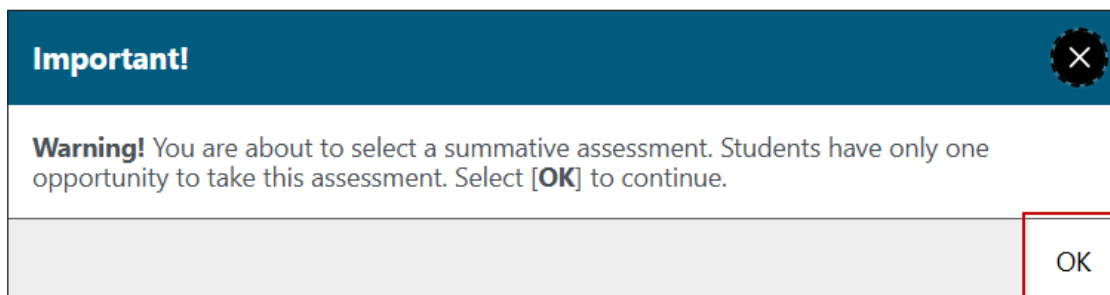 Important!
Warning! You are about to select a summative assessment. Students have only one
opportunity to take this assessment. Select [OK] to continue.
OK